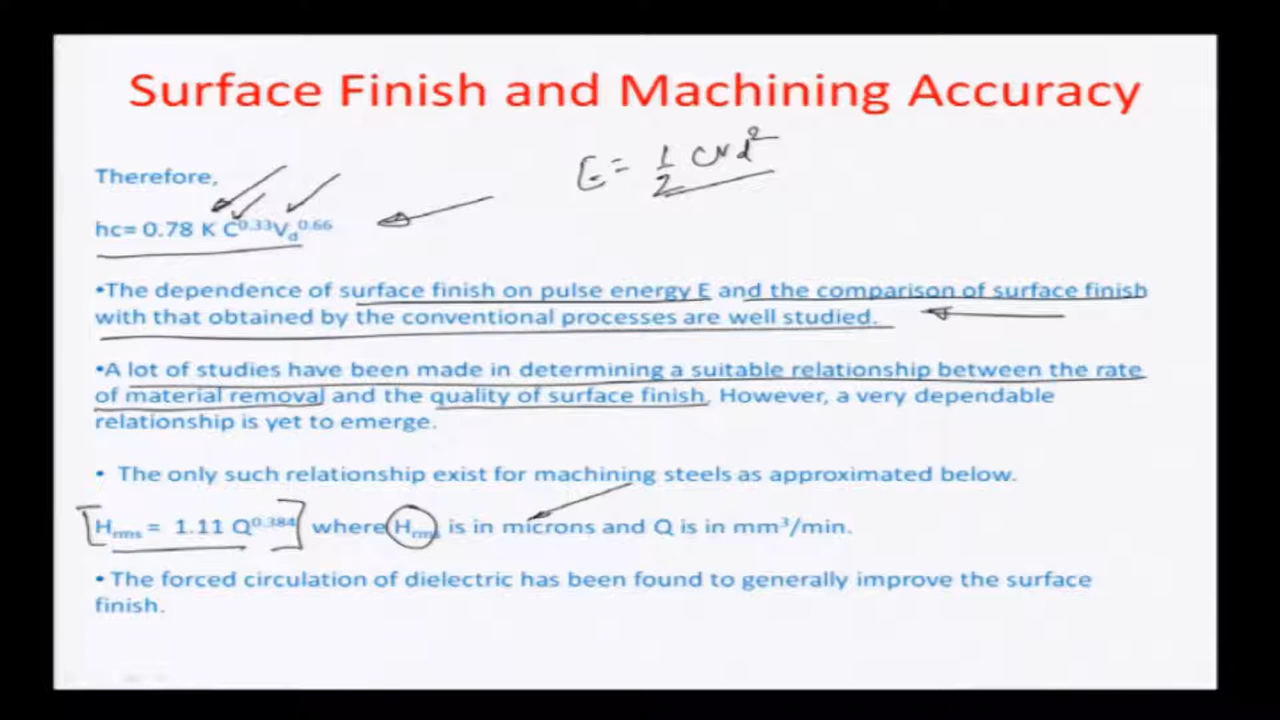 Surface Finish and Machining Accuracy
E = 1/2 CVd²
Therefore,
hc= 0.78 K C^0.33 V_d^0.66
•The dependence of surface finish on pulse energy E and the comparison of surface finish
with that obtained by the conventional processes are well studied.
•A lot of studies have been made in determining a suitable relationship between the rate
of material removal and the quality of surface finish. However, a very dependable
relationship is yet to emerge.
• The only such relationship exist for machining steels as approximated below.
H_rms = 1.11 Q^0.384 where H_rms is in microns and Q is in mm³/min.
• The forced circulation of dielectric has been found to generally improve the surface
finish.